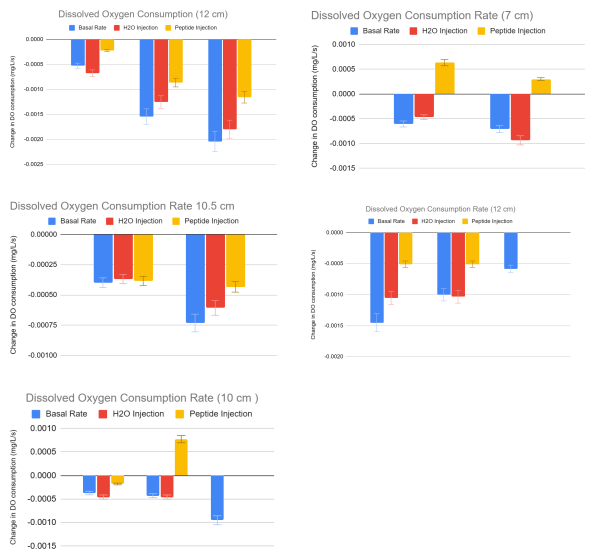 Dissolved Oxygen Consumption (12 cm)
Basal Rate H2O Injection Peptide Injection
Change in DO consumption (mg/L/s)
0.0000
-0.0005
-0.0010
-0.0015
-0.0020
-0.0025
Dissolved Oxygen Consumption Rate (7 cm)
Basal Rate H2O Injection Peptide Injection
Change in DO consumption (mg/L/s)
0.0010
0.0005
0.0000
-0.0005
-0.0010
-0.0015
Dissolved Oxygen Consumption Rate 10.5 cm
Basal Rate H2O Injection Peptide Injection
Change in DO consumption (mg/L/s)
0.00000
-0.00025
-0.00050
-0.00075
-0.00100
Dissolved Oxygen Consumption Rate (12 cm)
Basal Rate H2O Injection Peptide Injection
Change in DO consumption (mg/L/s)
0.0000
-0.0005
-0.0010
-0.0015
-0.0020
Dissolved Oxygen Consumption Rate (10 cm )
Basal Rate H2O Injection Peptide Injection
Change in DO consumption (mg/L/s)
0.0010
0.0005
0.0000
-0.0005
-0.0010
-0.0015